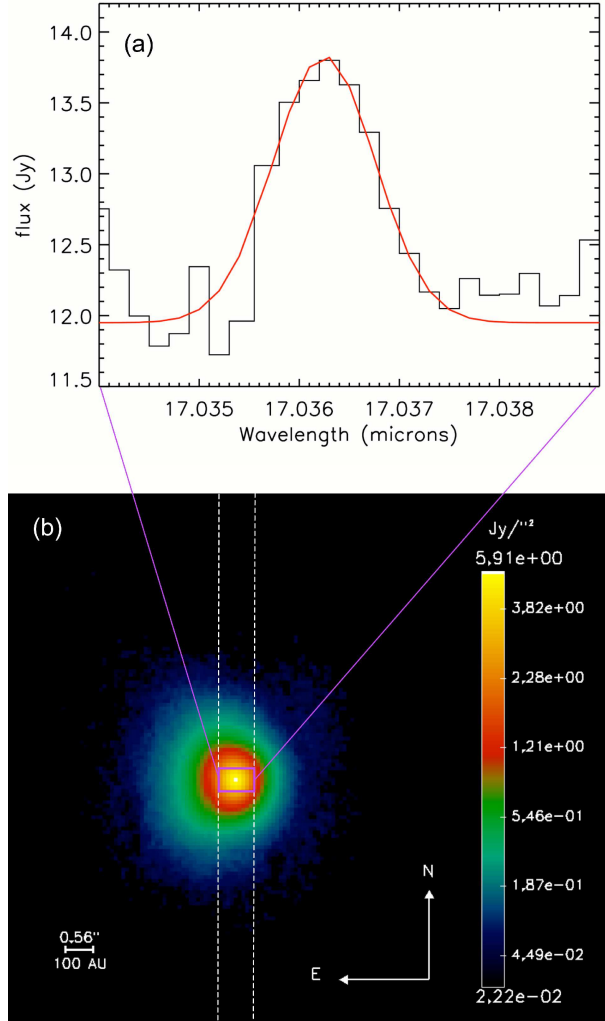 (a)
14.0
13.5
13.0
12.5
12.0
11.5
flux (Jy)
17.035 17.036 17.037 17.038
Wavelength (microns)
(b)
Jy/''²
5,91e+00
3,82e+00
2,28e+00
1,21e+00
5,46e-01
1,87e-01
4,49e-02
2,22e-02
N
E
0.56''
100 AU